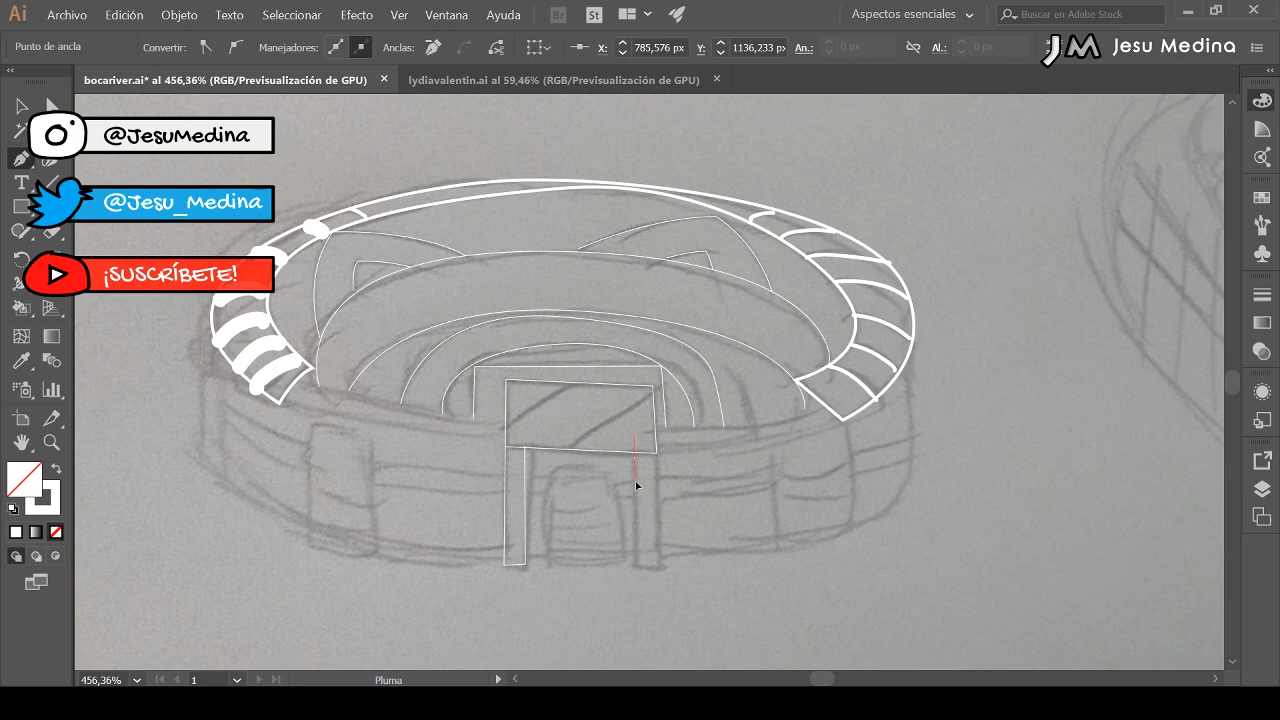 Ai Archivo Edición Objeto Texto Seleccionar Efecto Ver Ventana Ayuda Br St Aspectos esenciales Buscar en Adobe Stock
Punto de ancla Convertir: Manejadores: Anclas: X: 785,576 px Y: 1136,233 px An.: 0 px Al.: 0 px JM Jesu Medina
bocariver.ai* al 456,36% (RGB/Previsualización de GPU) × lydiavalentin.ai al 59,46% (RGB/Previsualización de GPU) ×
@JesuMedina
@Jesu_Medina
¡SUSCRÍBETE!
456,36% 1 Pluma